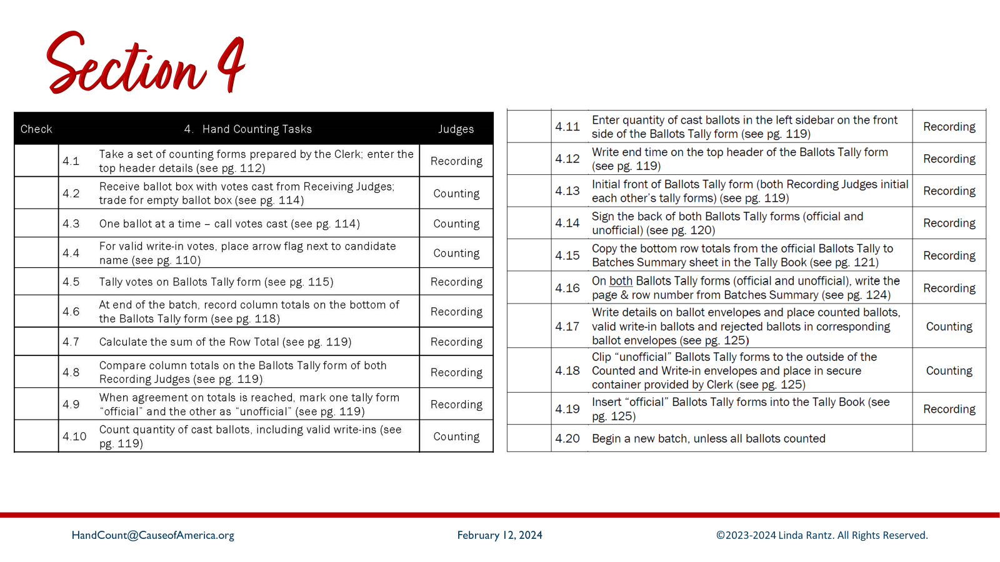 Section 4
Check 4. Hand Counting Tasks Judges
4.1 Take a set of counting forms prepared by the Clerk; enter the
top header details (see pg. 112) Recording
4.2 Receive ballot box with votes cast from Receiving Judges;
trade for empty ballot box (see pg. 114) Counting
4.3 One ballot at a time – call votes cast (see pg. 114) Counting
4.4 For valid write-in votes, place arrow flag next to candidate
name (see pg. 110) Counting
4.5 Tally votes on Ballots Tally form (see pg. 115) Recording
4.6 At end of the batch, record column totals on the bottom of
the Ballots Tally form (see pg. 118) Recording
4.7 Calculate the sum of the Row Total (see pg. 119) Recording
4.8 Compare column totals on the Ballots Tally form of both
Recording Judges (see pg. 119) Recording
4.9 When agreement on totals is reached, mark one tally form
“official” and the other as “unofficial” (see pg. 119) Recording
4.10 Count quantity of cast ballots, including valid write-ins (see
pg. 119) Counting
4.11 Enter quantity of cast ballots in the left sidebar on the front
side of the Ballots Tally form (see pg. 119) Recording
4.12 Write end time on the top header of the Ballots Tally form
(see pg. 119) Recording
4.13 Initial front of Ballots Tally form (both Recording Judges initial
each other’s tally forms) (see pg. 119) Recording
4.14 Sign the back of both Ballots Tally forms (official and
unofficial) (see pg. 120) Recording
4.15 Copy the bottom row totals from the official Ballots Tally to
Batches Summary sheet in the Tally Book (see pg. 121) Recording
4.16 On both Ballots Tally forms (official and unofficial), write the
page & row number from Batches Summary (see pg. 124) Recording
4.17 Write details on ballot envelopes and place counted ballots,
valid write-in ballots and rejected ballots in corresponding
ballot envelopes (see pg. 125) Counting
4.18 Clip “unofficial” Ballots Tally forms to the outside of the
Counted and Write-in envelopes and place in secure
container provided by Clerk (see pg. 125) Counting
4.19 Insert “official” Ballots Tally forms into the Tally Book (see
pg. 125) Recording
4.20 Begin a new batch, unless all ballots counted
HandCount@CauseofAmerica.org February 12, 2024 ©2023-2024 Linda Rantz. All Rights Reserved.